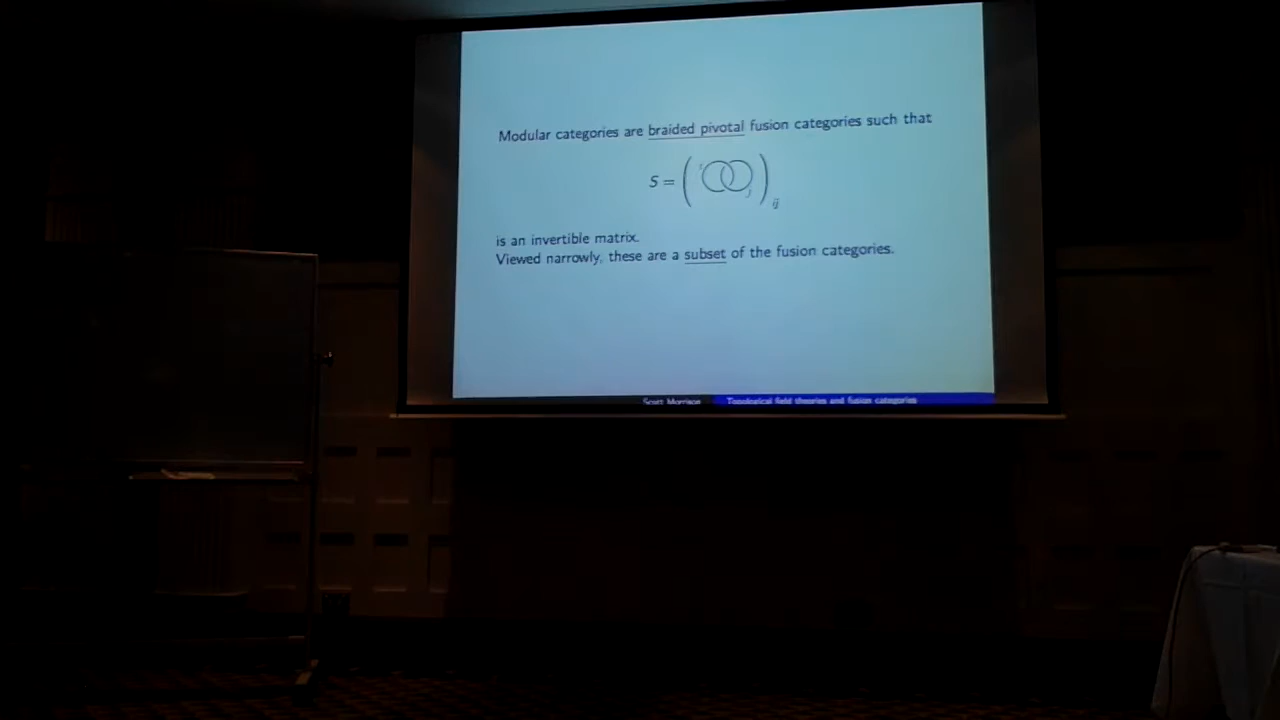 Modular categories are braided pivotal fusion categories such that
S = ( i j ) ij
is an invertible matrix.
Viewed narrowly, these are a subset of the fusion categories.
Scott Morrison Topological field theories and fusion categories